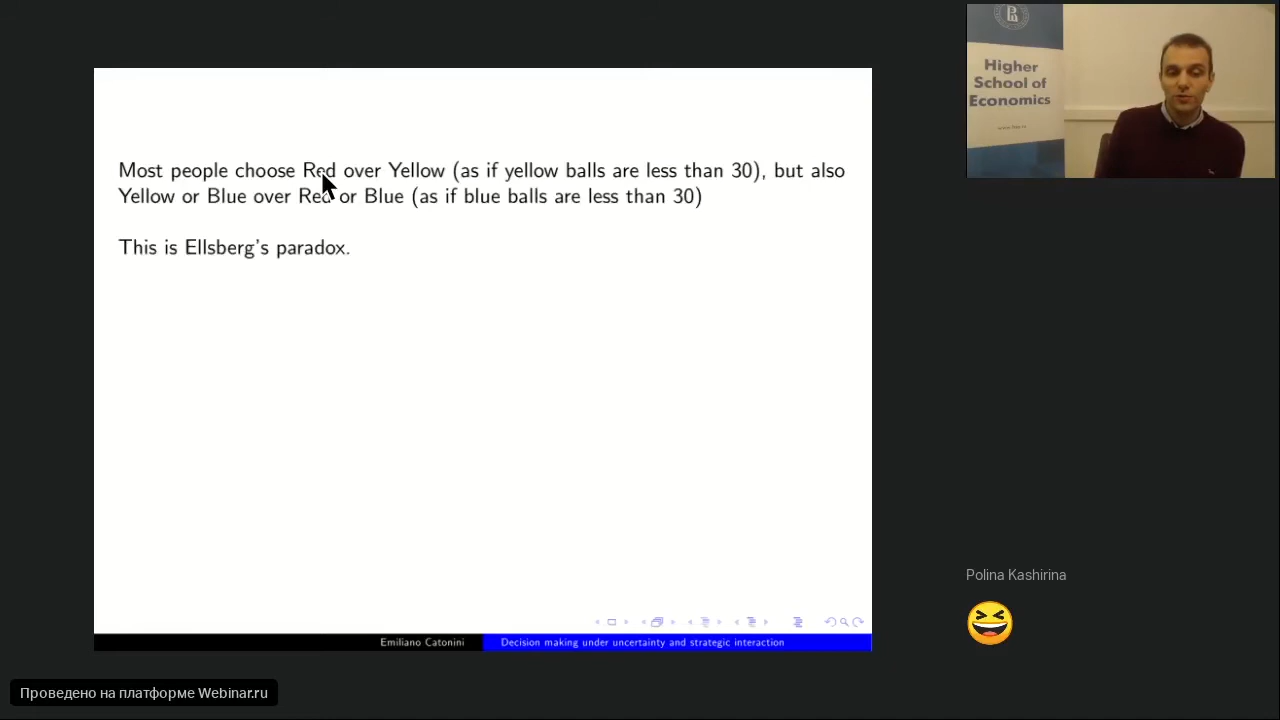 Higher
School of
Economics
Most people choose Red over Yellow (as if yellow balls are less than 30), but also
Yellow or Blue over Red or Blue (as if blue balls are less than 30)
This is Ellsberg's paradox.
Polina Kashirina
Emiliano Catonini
Decision making under uncertainty and strategic interaction
Проведено на платформе Webinar.ru